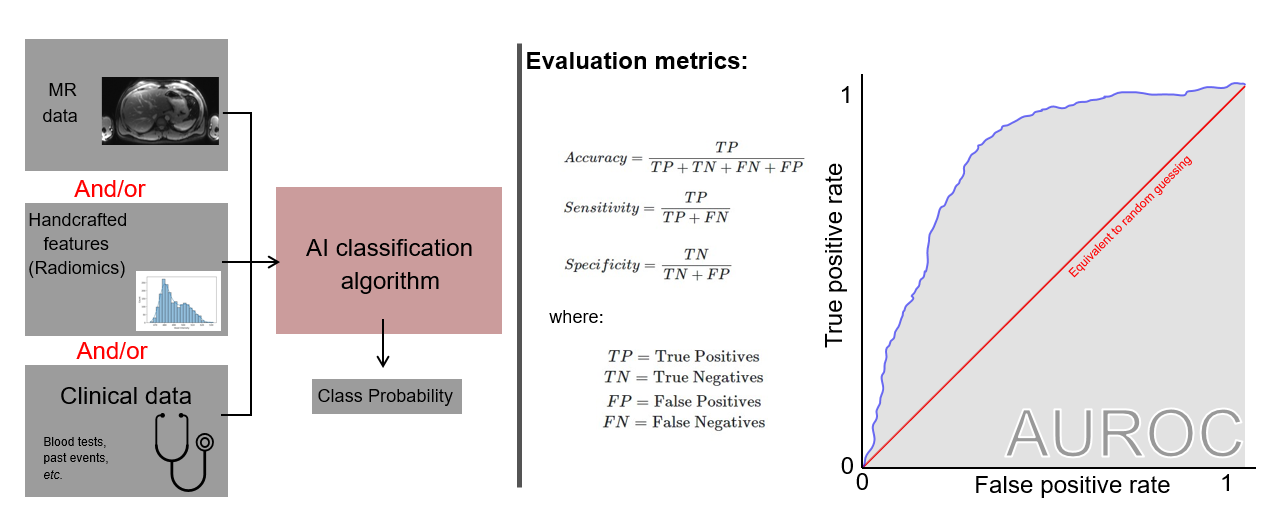 MR
data
And/or
Handcrafted
features
(Radiomics)
And/or
Clinical data
Blood tests,
past events,
etc.
AI classification
algorithm
Class Probability
Evaluation metrics:
Accuracy = TP / (TP + TN + FN + FP)
Sensitivity = TP / (TP + FN)
Specificity = TN / (TN + FP)
where:
TP = True Positives
TN = True Negatives
FP = False Positives
FN = False Negatives
1
True positive rate
Equivalent to random guessing
AUROC
0
0
False positive rate
1